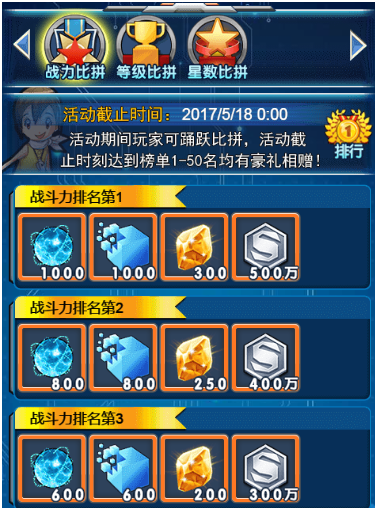 战力比拼 等级比拼 星数比拼
活动截止时间：2017/5/18 0:00
活动期间玩家可踊跃比拼，活动截
止时刻达到榜单1-50名均有豪礼相赠！
1
排行
战斗力排名第1
1000 1000 300 500万
战斗力排名第2
800 800 250 400万
战斗力排名第3
600 600 200 300万